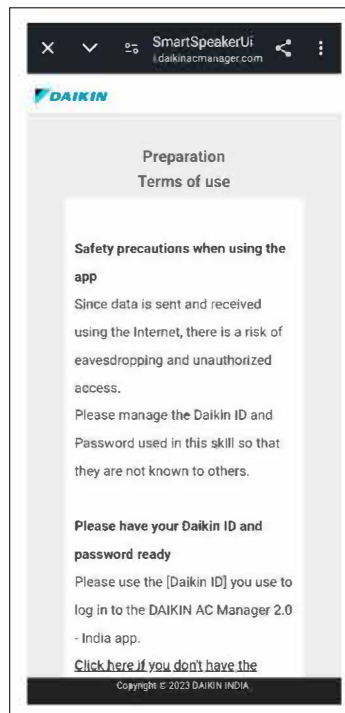 SmartSpeakerUi
i.daikinacmanager.com
DAIKIN
Preparation
Terms of use
Safety precautions when using the
app
Since data is sent and received
using the Internet, there is a risk of
eavesdropping and unauthorized
access.
Please manage the Daikin ID and
Password used in this skill so that
they are not known to others.
Please have your Daikin ID and
password ready
Please use the [Daikin ID] you use to
log in to the DAIKIN AC Manager 2.0
- India app.
Click here if you don't have the
Copyright © 2023 DAIKIN INDIA